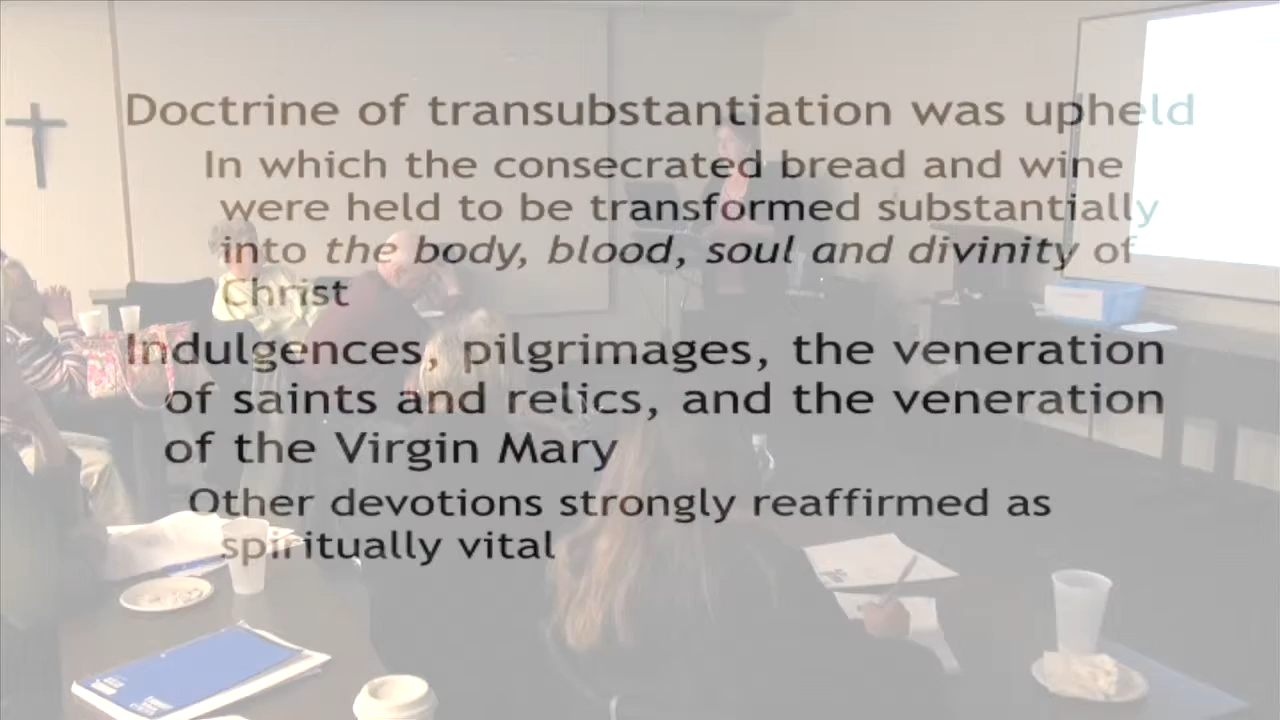 Doctrine of transubstantiation was upheld
In which the consecrated bread and wine
were held to be transformed substantially
into the body, blood, soul and divinity of
Christ
Indulgences, pilgrimages, the veneration
of saints and relics, and the veneration
of the Virgin Mary
Other devotions strongly reaffirmed as
spiritually vital